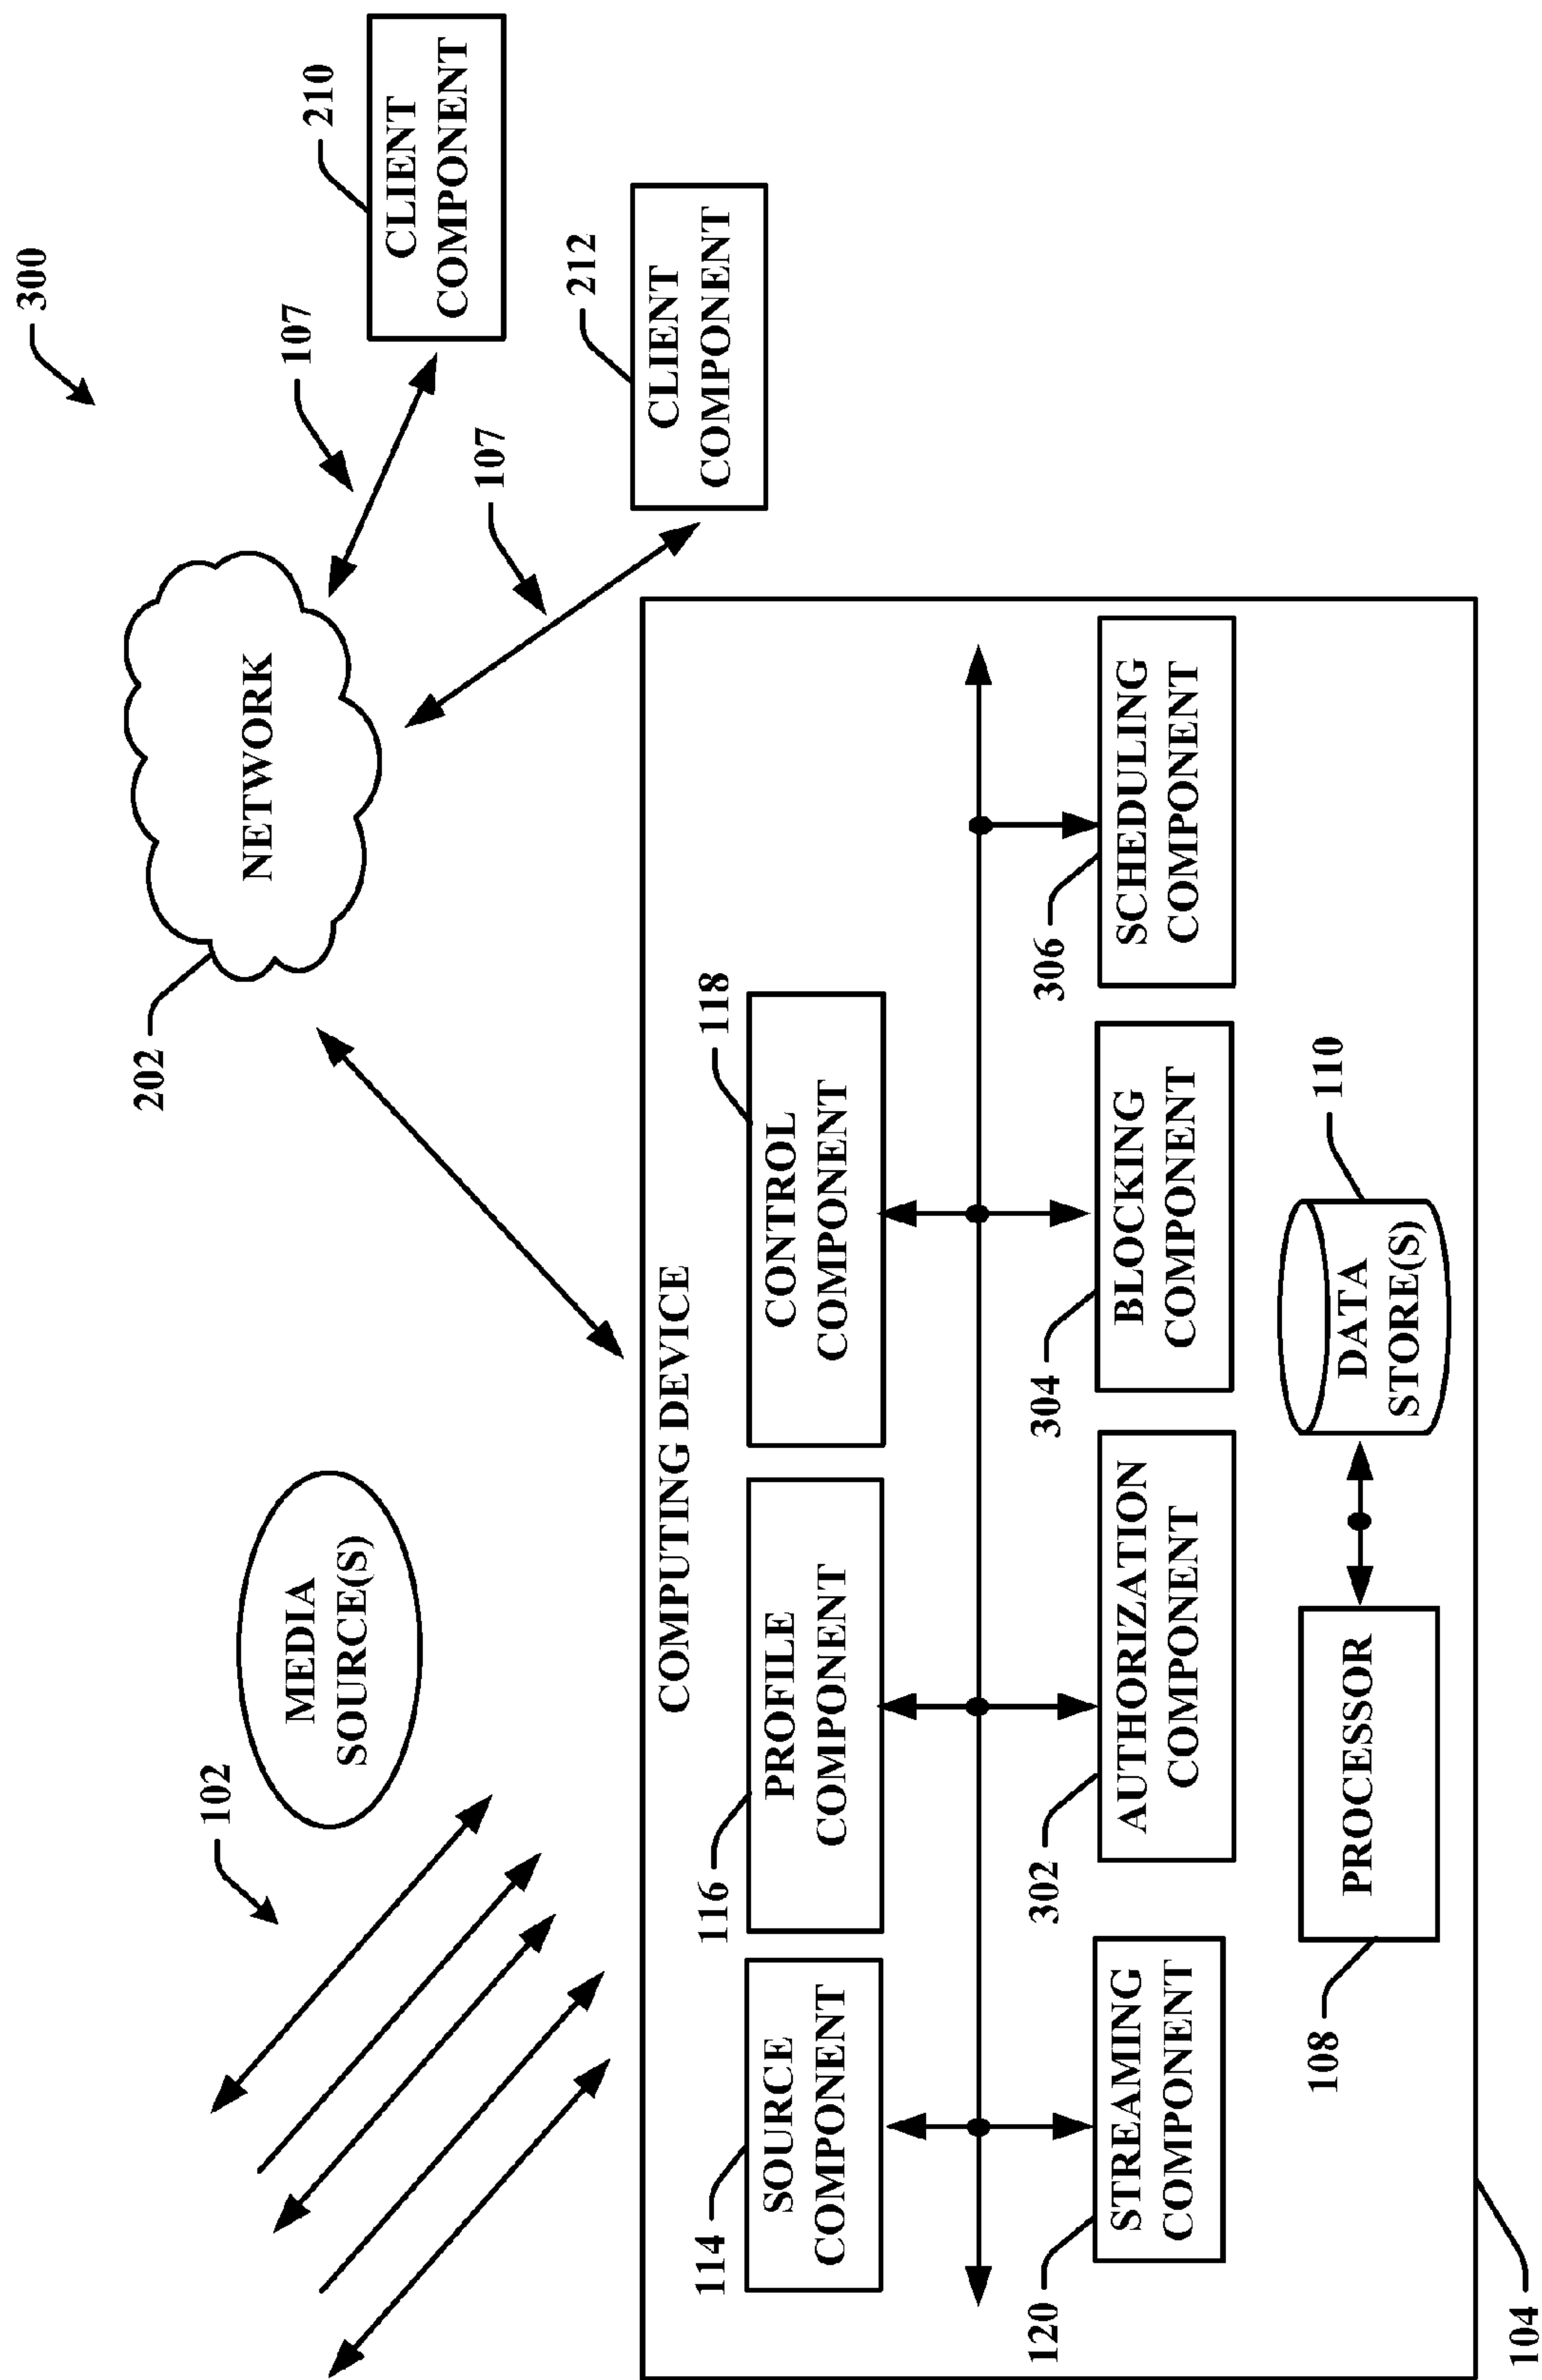 300
202
NETWORK
107
210
CLIENT
COMPONENT
107
212
CLIENT
COMPONENT
102
MEDIA
SOURCE(S)
COMPUTING DEVICE
114
SOURCE
COMPONENT
116
PROFILE
COMPONENT
118
CONTROL
COMPONENT
120
STREAMING
COMPONENT
302
AUTHORIZATION
COMPONENT
304
BLOCKING
COMPONENT
306
SCHEDULING
COMPONENT
108
PROCESSOR
110
DATA
STORE(S)
104